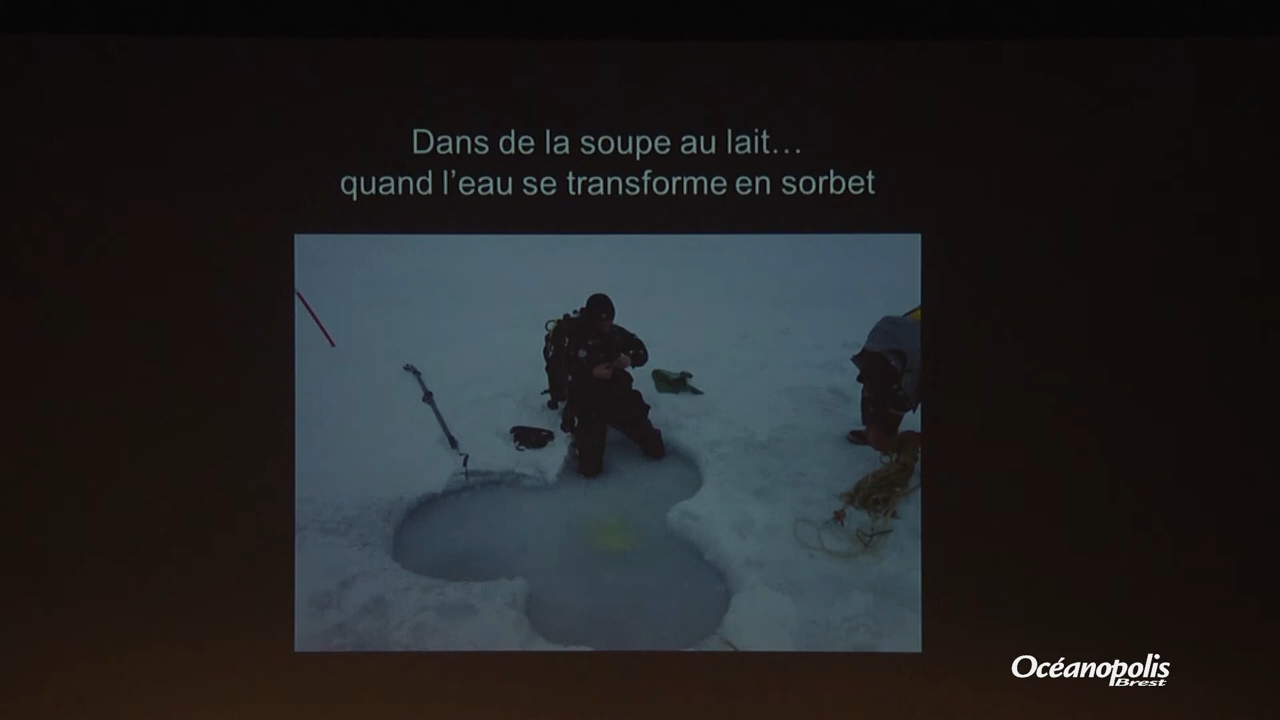 Dans de la soupe au lait…
quand l’eau se transforme en sorbet
Océanopolis
Brest